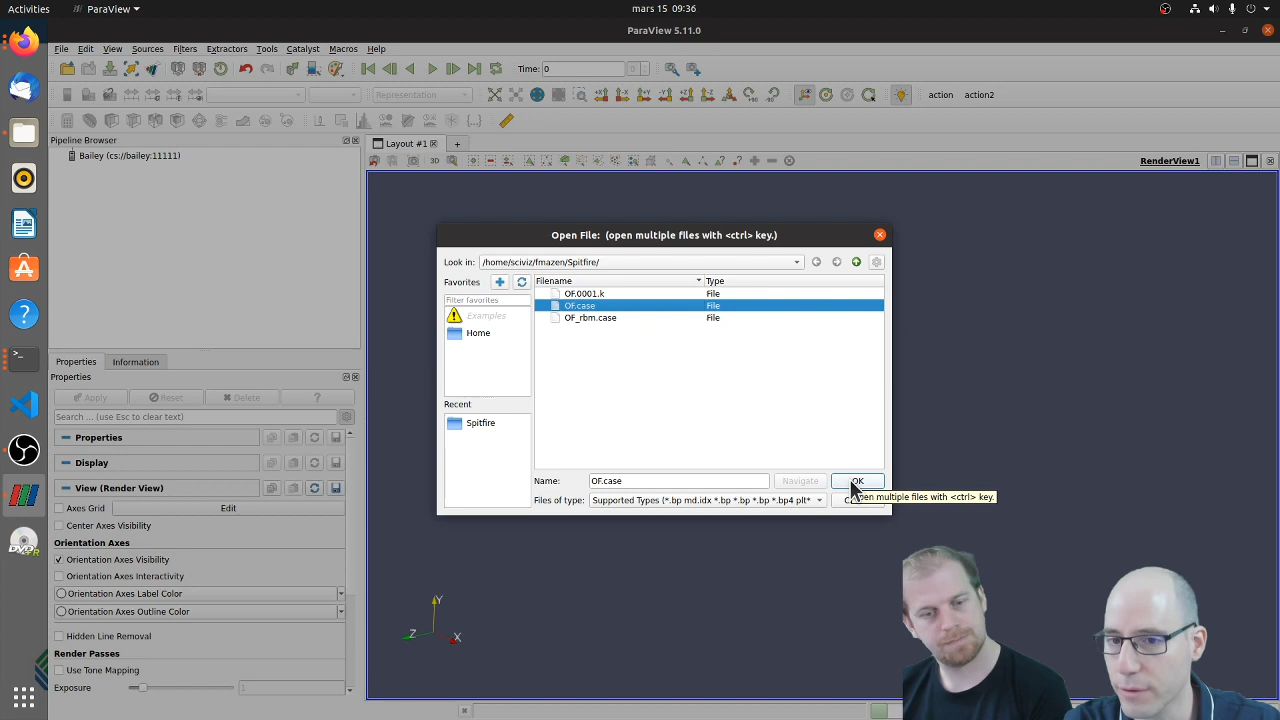 Activities
ParaView
mars 15 09:36
ParaView 5.11.0
File Edit View Sources Filters Extractors Tools Catalyst Macros Help
Time: 0
0
Representation
action action2
Pipeline Browser
Bailey (cs://bailey:11111)
Layout #1
3D
RenderView1
Open File: (open multiple files with <ctrl> key.)
Look in: /home/sciviz/fmazen/Spitfire/
Favorites
Filter favorites
Examples
Home
Recent
Spitfire
Filename Type
OF.0001.k File
OF.case File
OF_rbm.case File
Name: OF.case Navigate OK
Files of type: Supported Types (*.bp md.idx *.bp *.bp *.bp *.bp4 plt*
pen multiple files with <ctrl> key.
Properties Information
Properties
Apply Reset Delete ?
Search ... (use Esc to clear text)
Properties
Display
View (Render View)
Axes Grid Edit
Center Axes Visibility
Orientation Axes
Orientation Axes Visibility
Orientation Axes Interactivity
Orientation Axes Label Color
Orientation Axes Outline Color
Hidden Line Removal
Render Passes
Use Tone Mapping
Exposure 1
Y
Z
X